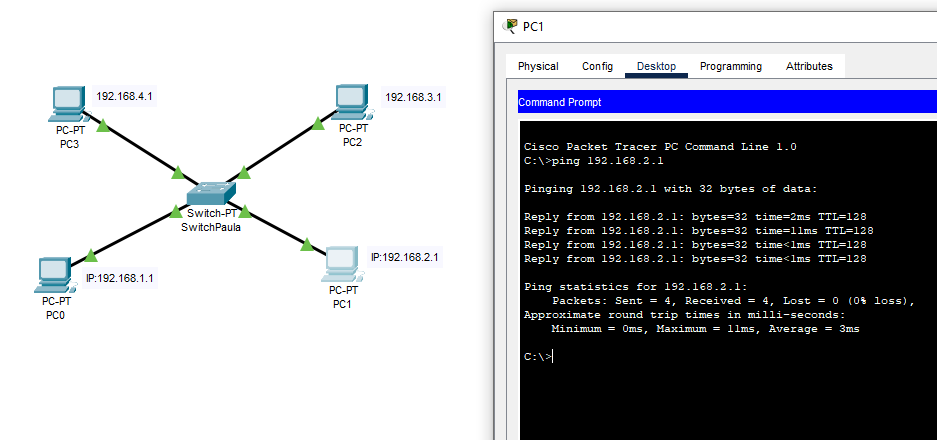 192.168.4.1
PC-PT
PC3
192.168.3.1
PC-PT
PC2
Switch-PT
SwitchPaula
IP:192.168.1.1
PC-PT
PC0
IP:192.168.2.1
PC-PT
PC1
PC1
Physical Config Desktop Programming Attributes
Command Prompt
Cisco Packet Tracer PC Command Line 1.0
C:\>ping 192.168.2.1
Pinging 192.168.2.1 with 32 bytes of data:
Reply from 192.168.2.1: bytes=32 time=2ms TTL=128
Reply from 192.168.2.1: bytes=32 time=11ms TTL=128
Reply from 192.168.2.1: bytes=32 time<1ms TTL=128
Reply from 192.168.2.1: bytes=32 time<1ms TTL=128
Ping statistics for 192.168.2.1:
Packets: Sent = 4, Received = 4, Lost = 0 (0% loss),
Approximate round trip times in milli-seconds:
Minimum = 0ms, Maximum = 11ms, Average = 3ms
C:\>